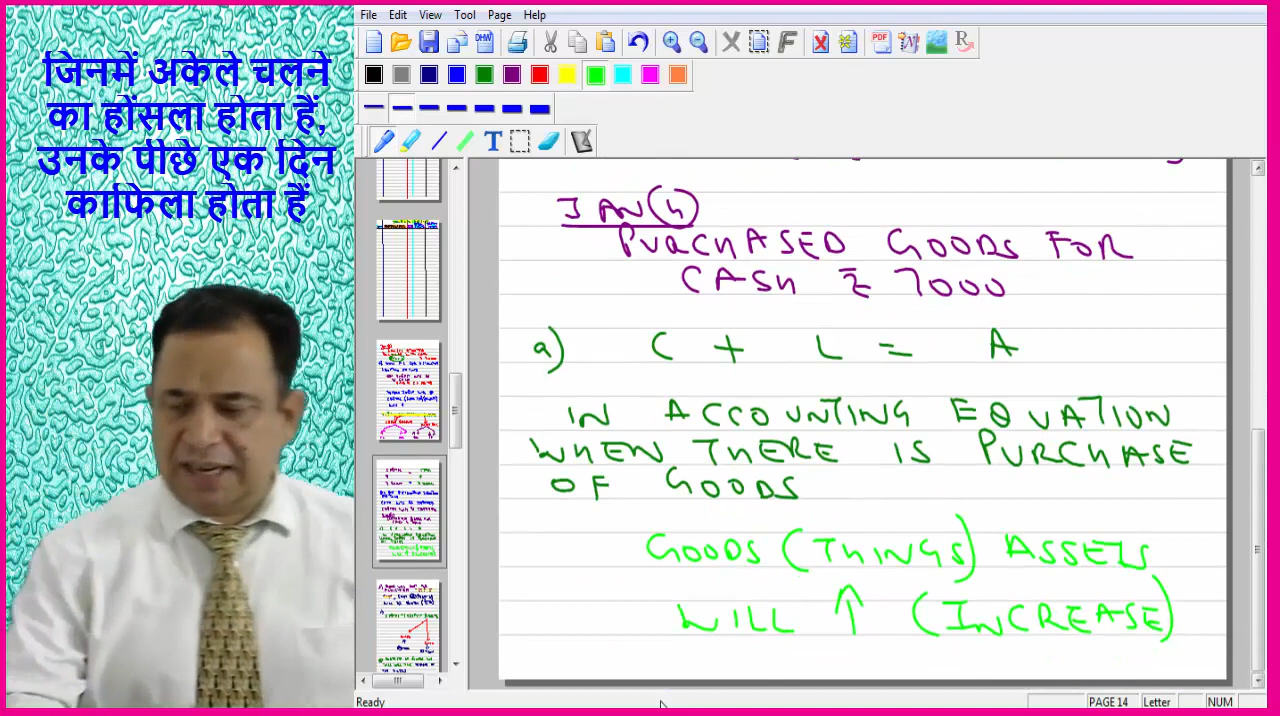 जिनमें अकेले चलने
का होंसला होता हैं,
उनके पीछे एक दिन
काफिला होता हैं
File Edit View Tool Page Help
DHW
PDF
JAN(4)
PURCHASED GOODS FOR
CASH ₹ 7000
a) C + L = A
IN ACCOUNTING EQUATION
WHEN THERE IS PURCHASE
OF GOODS
GOODS (THINGS) ASSETS
WILL ↑ (INCREASE)
Ready PAGE 14 Letter NUM